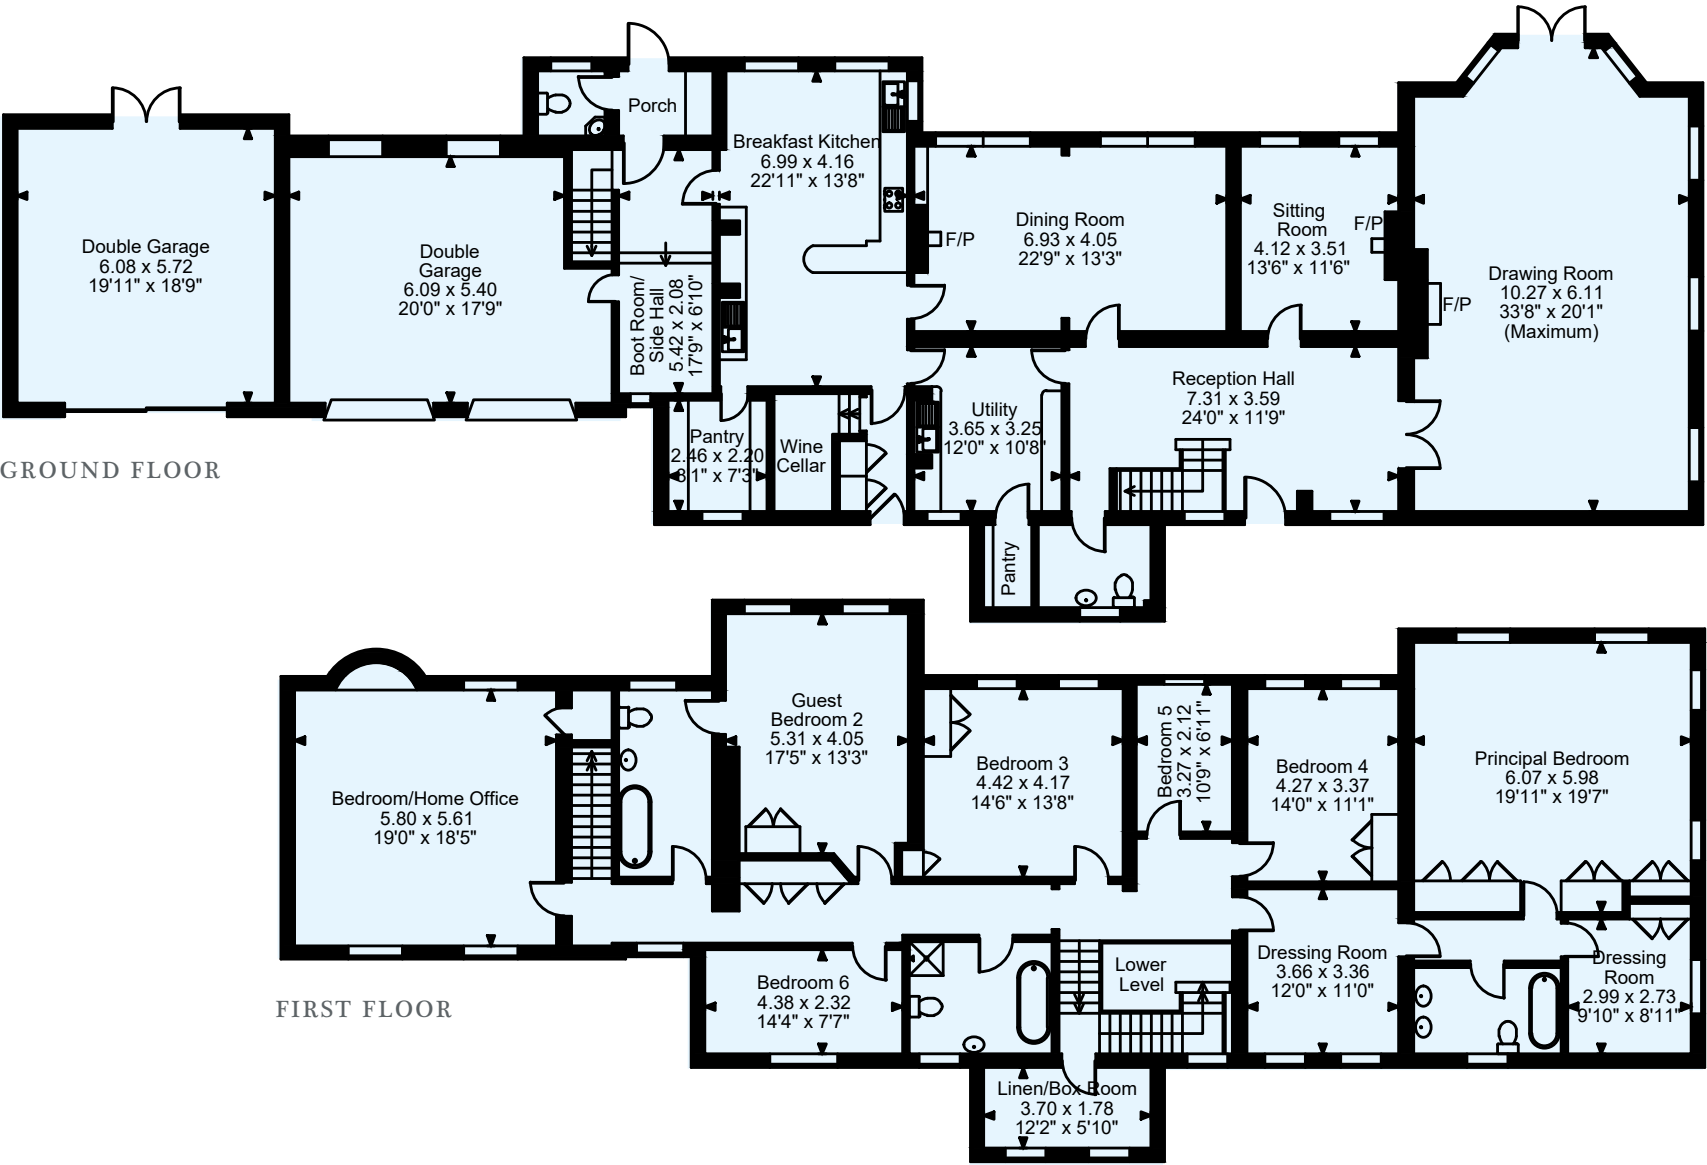 Porch
Breakfast Kitchen
6.99 x 4.16
22'11" x 13'8"
Double Garage
6.08 x 5.72
19'11" x 18'9"
Double
Garage
6.09 x 5.40
20'0" x 17'9"
Boot Room/
Side Hall
5.42 x 2.08
17'9" x 6'10"
Dining Room
6.93 x 4.05
22'9" x 13'3"
F/P
Sitting
Room
4.12 x 3.51
13'6" x 11'6"
F/P
Drawing Room
10.27 x 6.11
33'8" x 20'1"
(Maximum)
F/P
Reception Hall
7.31 x 3.59
24'0" x 11'9"
Utility
3.65 x 3.25
12'0" x 10'8"
Pantry
2.46 x 2.20
8'1" x 7'3"
Wine
Cellar
Pantry
GROUND FLOOR
Bedroom/Home Office
5.80 x 5.61
19'0" x 18'5"
Guest
Bedroom 2
5.31 x 4.05
17'5" x 13'3"
Bedroom 3
4.42 x 4.17
14'6" x 13'8"
Bedroom 5
3.27 x 2.12
10'9" x 6'11"
Bedroom 4
4.27 x 3.37
14'0" x 11'1"
Principal Bedroom
6.07 x 5.98
19'11" x 19'7"
Bedroom 6
4.38 x 2.32
14'4" x 7'7"
Lower
Level
Dressing Room
3.66 x 3.36
12'0" x 11'0"
Dressing
Room
2.99 x 2.73
9'10" x 8'11"
Linen/Box Room
3.70 x 1.78
12'2" x 5'10"
FIRST FLOOR